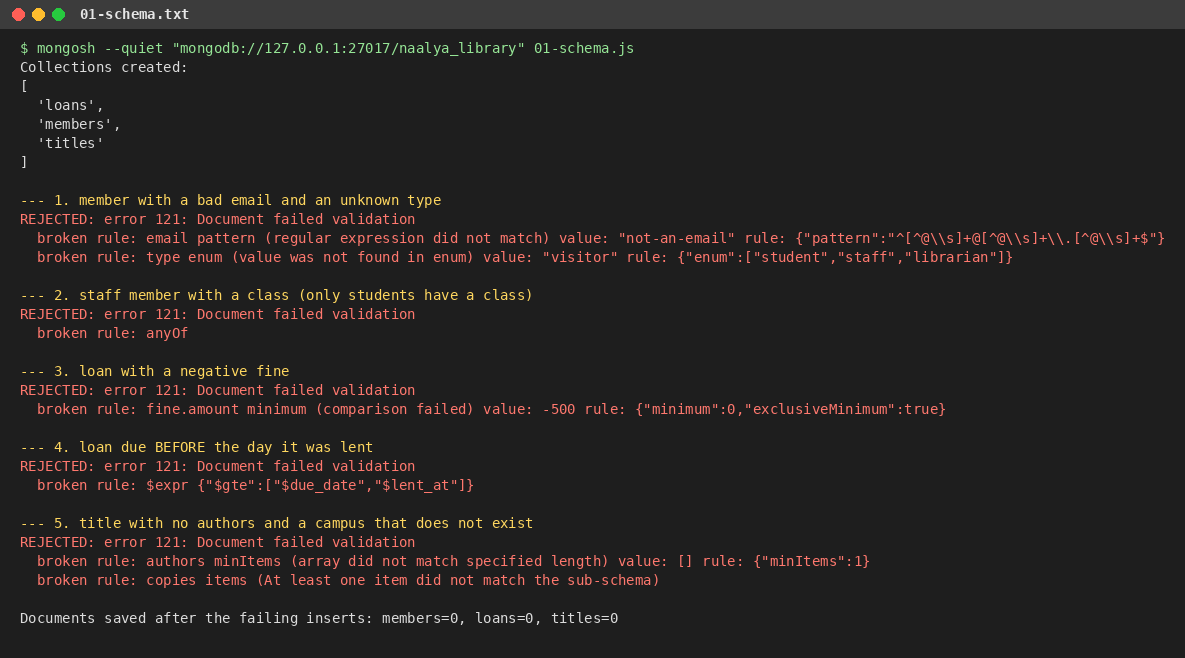 01-schema.txt
$ mongosh --quiet "mongodb://127.0.0.1:27017/naalya_library" 01-schema.js
Collections created:
[
  'loans',
  'members',
  'titles'
]
--- 1. member with a bad email and an unknown type
REJECTED: error 121: Document failed validation
  broken rule: email pattern (regular expression did not match) value: "not-an-email" rule: {"pattern":"^[^@\\s]+@[^@\\s]+\\.[^@\\s]+$"}
  broken rule: type enum (value was not found in enum) value: "visitor" rule: {"enum":["student","staff","librarian"]}
--- 2. staff member with a class (only students have a class)
REJECTED: error 121: Document failed validation
  broken rule: anyOf
--- 3. loan with a negative fine
REJECTED: error 121: Document failed validation
  broken rule: fine.amount minimum (comparison failed) value: -500 rule: {"minimum":0,"exclusiveMinimum":true}
--- 4. loan due BEFORE the day it was lent
REJECTED: error 121: Document failed validation
  broken rule: $expr {"$gte":["$due_date","$lent_at"]}
--- 5. title with no authors and a campus that does not exist
REJECTED: error 121: Document failed validation
  broken rule: authors minItems (array did not match specified length) value: [] rule: {"minItems":1}
  broken rule: copies items (At least one item did not match the sub-schema)
Documents saved after the failing inserts: members=0, loans=0, titles=0